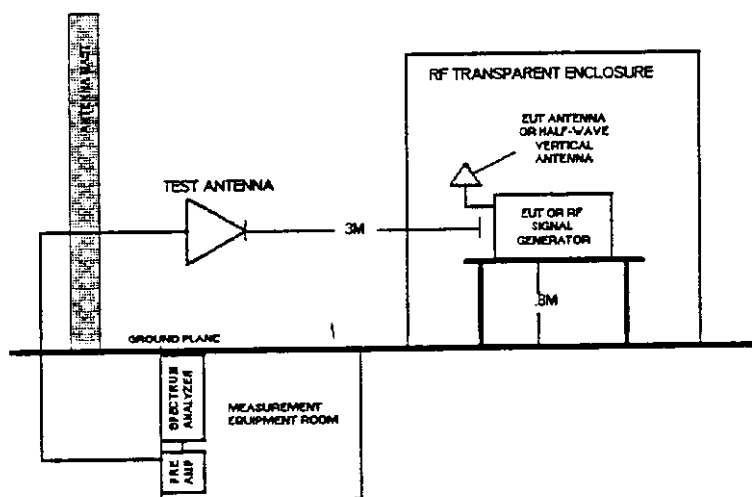 ANTENNA MAST
RF TRANSPARENT ENCLOSURE
EUT ANTENNA
OR HALF-WAVE
VERTICAL
ANTENNA
TEST ANTENNA
3M
EUT OR RF
SIGNAL
GENERATOR
.8M
GROUND PLANE
SPECTRUM
ANALYZER
MEASUREMENT
EQUIPMENT ROOM
PRE
AMP